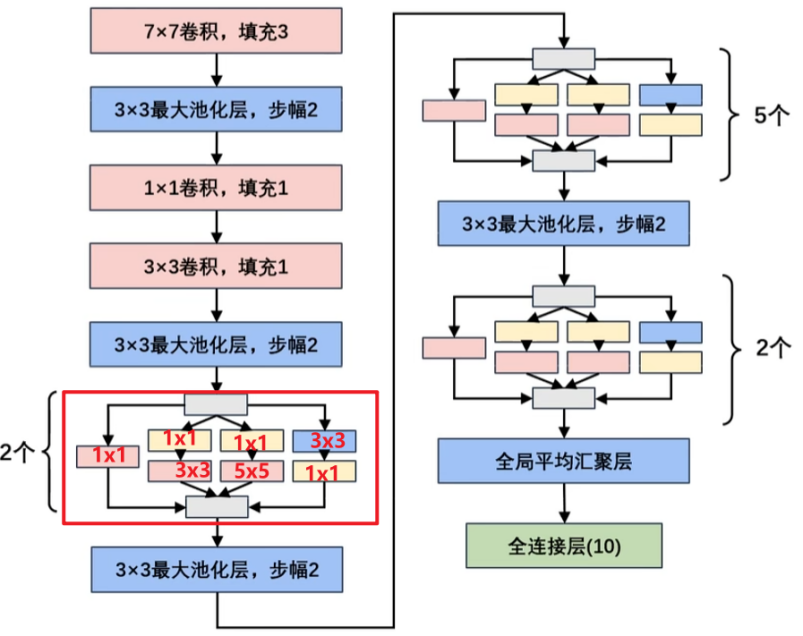 7×7卷积，填充3
3×3最大池化层，步幅2
1×1卷积，填充1
3×3卷积，填充1
3×3最大池化层，步幅2
2个
1x1
1x1
1x1
3x3
3x3
5x5
1x1
3×3最大池化层，步幅2
5个
3×3最大池化层，步幅2
2个
全局平均汇聚层
全连接层(10)